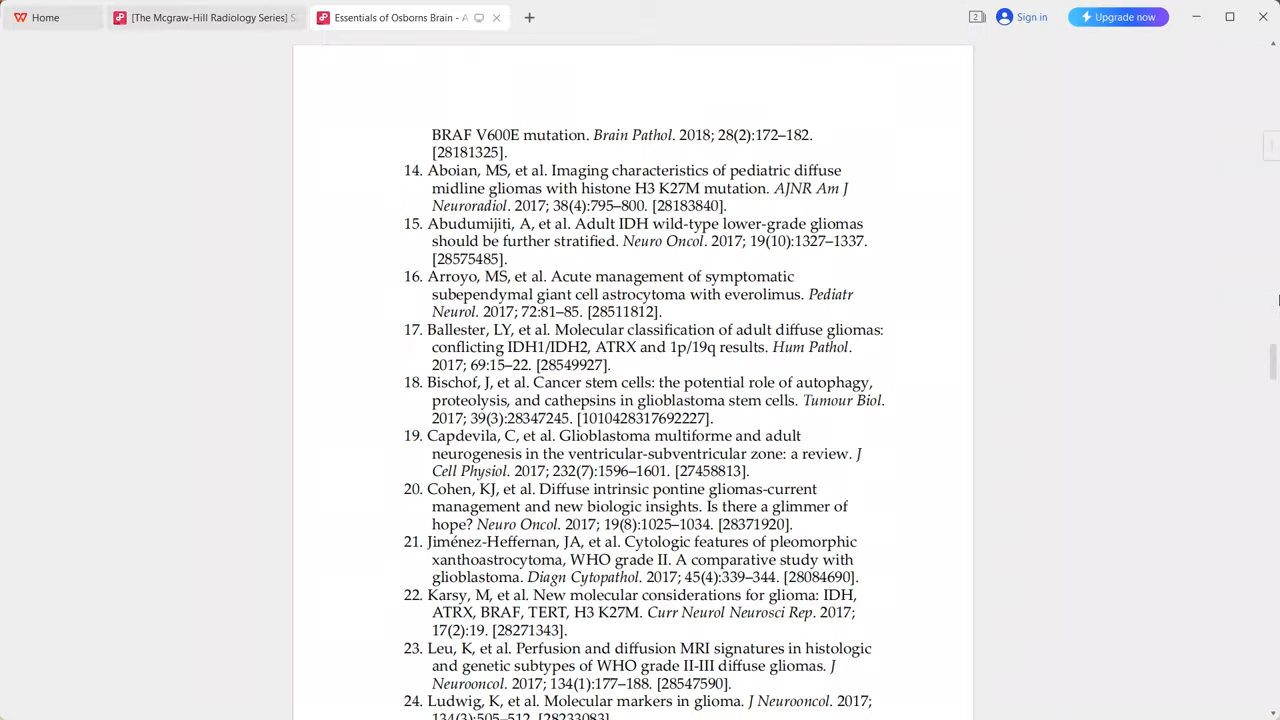 Home
[The Mcgraw-Hill Radiology Series] S
Essentials of Osborns Brain - A
2
Sign in
Upgrade now
BRAF V600E mutation. Brain Pathol. 2018; 28(2):172–182.
[28181325].
14. Aboian, MS, et al. Imaging characteristics of pediatric diffuse
midline gliomas with histone H3 K27M mutation. AJNR Am J
Neuroradiol. 2017; 38(4):795–800. [28183840].
15. Abudumijiti, A, et al. Adult IDH wild-type lower-grade gliomas
should be further stratified. Neuro Oncol. 2017; 19(10):1327–1337.
[28575485].
16. Arroyo, MS, et al. Acute management of symptomatic
subependymal giant cell astrocytoma with everolimus. Pediatr
Neurol. 2017; 72:81–85. [28511812].
17. Ballester, LY, et al. Molecular classification of adult diffuse gliomas:
conflicting IDH1/IDH2, ATRX and 1p/19q results. Hum Pathol.
2017; 69:15–22. [28549927].
18. Bischof, J, et al. Cancer stem cells: the potential role of autophagy,
proteolysis, and cathepsins in glioblastoma stem cells. Tumour Biol.
2017; 39(3):28347245. [1010428317692227].
19. Capdevila, C, et al. Glioblastoma multiforme and adult
neurogenesis in the ventricular-subventricular zone: a review. J
Cell Physiol. 2017; 232(7):1596–1601. [27458813].
20. Cohen, KJ, et al. Diffuse intrinsic pontine gliomas-current
management and new biologic insights. Is there a glimmer of
hope? Neuro Oncol. 2017; 19(8):1025–1034. [28371920].
21. Jiménez-Heffernan, JA, et al. Cytologic features of pleomorphic
xanthoastrocytoma, WHO grade II. A comparative study with
glioblastoma. Diagn Cytopathol. 2017; 45(4):339–344. [28084690].
22. Karsy, M, et al. New molecular considerations for glioma: IDH,
ATRX, BRAF, TERT, H3 K27M. Curr Neurol Neurosci Rep. 2017;
17(2):19. [28271343].
23. Leu, K, et al. Perfusion and diffusion MRI signatures in histologic
and genetic subtypes of WHO grade II-III diffuse gliomas. J
Neurooncol. 2017; 134(1):177–188. [28547590].
24. Ludwig, K, et al. Molecular markers in glioma. J Neurooncol. 2017;
134(3):505–512. [28233083].